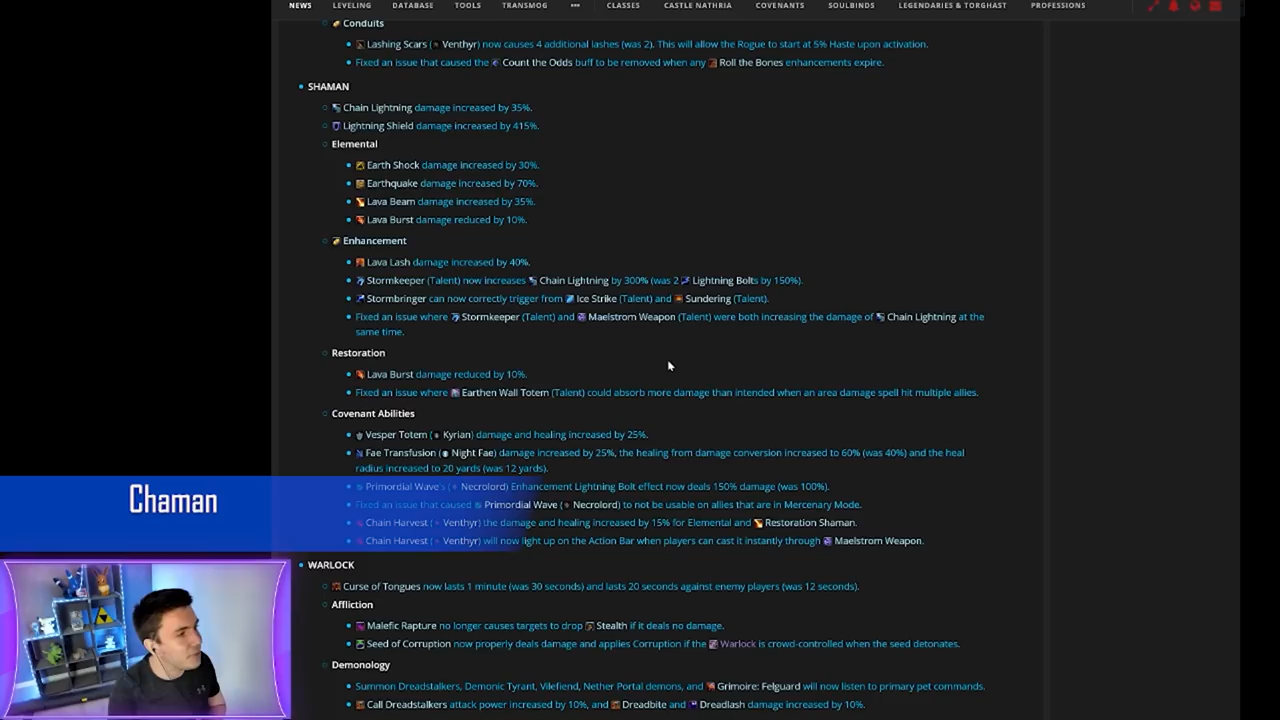 NEWS LEVELING DATABASE TOOLS TRANSMOG ••• CLASSES CASTLE NATHRIA COVENANTS SOULBINDS LEGENDARIES & TORGHAST PROFESSIONS
Conduits
Lashing Scars (Venthyr) now causes 4 additional lashes (was 2). This will allow the Rogue to start at 5% Haste upon activation.
Fixed an issue that caused the Count the Odds buff to be removed when any Roll the Bones enhancements expire.
SHAMAN
Chain Lightning damage increased by 35%.
Lightning Shield damage increased by 415%.
Elemental
Earth Shock damage increased by 30%.
Earthquake damage increased by 70%.
Lava Beam damage increased by 35%.
Lava Burst damage reduced by 10%.
Enhancement
Lava Lash damage increased by 40%.
Stormkeeper (Talent) now increases Chain Lightning by 300% (was 2 Lightning Bolts by 150%).
Stormbringer can now correctly trigger from Ice Strike (Talent) and Sundering (Talent).
Fixed an issue where Stormkeeper (Talent) and Maelstrom Weapon (Talent) were both increasing the damage of Chain Lightning at the
same time.
Restoration
Lava Burst damage reduced by 10%.
Fixed an issue where Earthen Wall Totem (Talent) could absorb more damage than intended when an area damage spell hit multiple allies.
Covenant Abilities
Vesper Totem (Kyrian) damage and healing increased by 25%.
Fae Transfusion (Night Fae) damage increased by 25%, the healing from damage conversion increased to 60% (was 40%) and the heal
radius increased to 20 yards (was 12 yards).
Primordial Wave's (Necrolord) Enhancement Lightning Bolt effect now deals 150% damage (was 100%).
Fixed an issue that caused Primordial Wave (Necrolord) to not be usable on allies that are in Mercenary Mode.
Chain Harvest (Venthyr) the damage and healing increased by 15% for Elemental and Restoration Shaman.
Chain Harvest (Venthyr) will now light up on the Action Bar when players can cast it instantly through Maelstrom Weapon.
Chaman
WARLOCK
Curse of Tongues now lasts 1 minute (was 30 seconds) and lasts 20 seconds against enemy players (was 12 seconds).
Affliction
Malefic Rapture no longer causes targets to drop Stealth if it deals no damage.
Seed of Corruption now properly deals damage and applies Corruption if the Warlock is crowd-controlled when the seed detonates.
Demonology
Summon Dreadstalkers, Demonic Tyrant, Vilefiend, Nether Portal demons, and Grimoire: Felguard will now listen to primary pet commands.
Call Dreadstalkers attack power increased by 10%, and Dreadbite and Dreadlash damage increased by 10%.